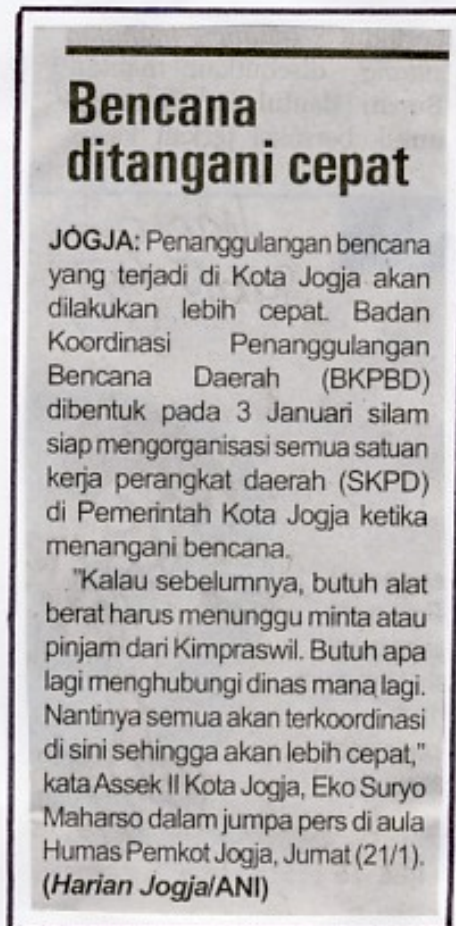 Bencana
ditangani cepat
JOGJA: Penanggulangan bencana
yang terjadi di Kota Jogja akan
dilakukan lebih cepat. Badan
Koordinasi Penanggulangan
Bencana Daerah (BKPBD)
dibentuk pada 3 Januari silam
siap mengorganisasi semua satuan
kerja perangkat daerah (SKPD)
di Pemerintah Kota Jogja ketika
menangani bencana.
"Kalau sebelumnya, butuh alat
berat harus menunggu minta atau
pinjam dari Kimpraswil. Butuh apa
lagi menghubungi dinas mana lagi.
Nantinya semua akan terkoordinasi
di sini sehingga akan lebih cepat,"
kata Assek II Kota Jogja, Eko Suryo
Maharso dalam jumpa pers di aula
Humas Pemkot Jogja, Jumat (21/1).
(Harian Jogja/ANI)